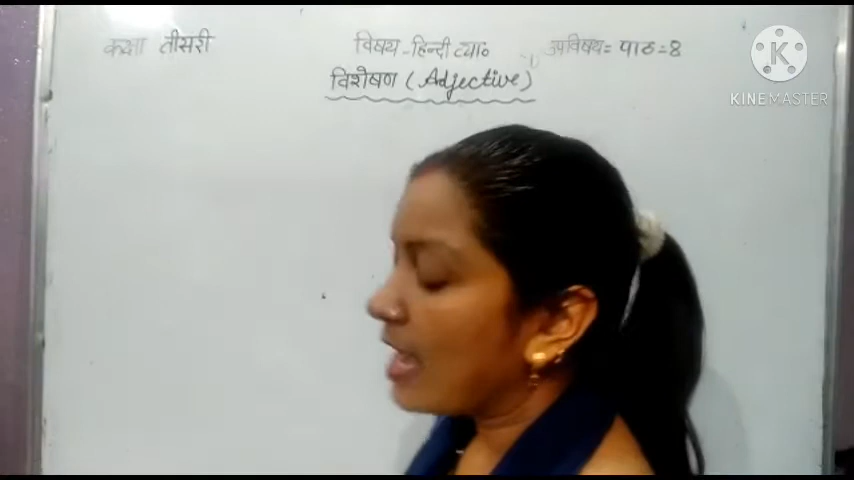 कक्षा तीसरी विषय - हिन्दी व्या० उपविषय = पाठ = 8
विशेषण (Adjective)
K
KINEMASTER